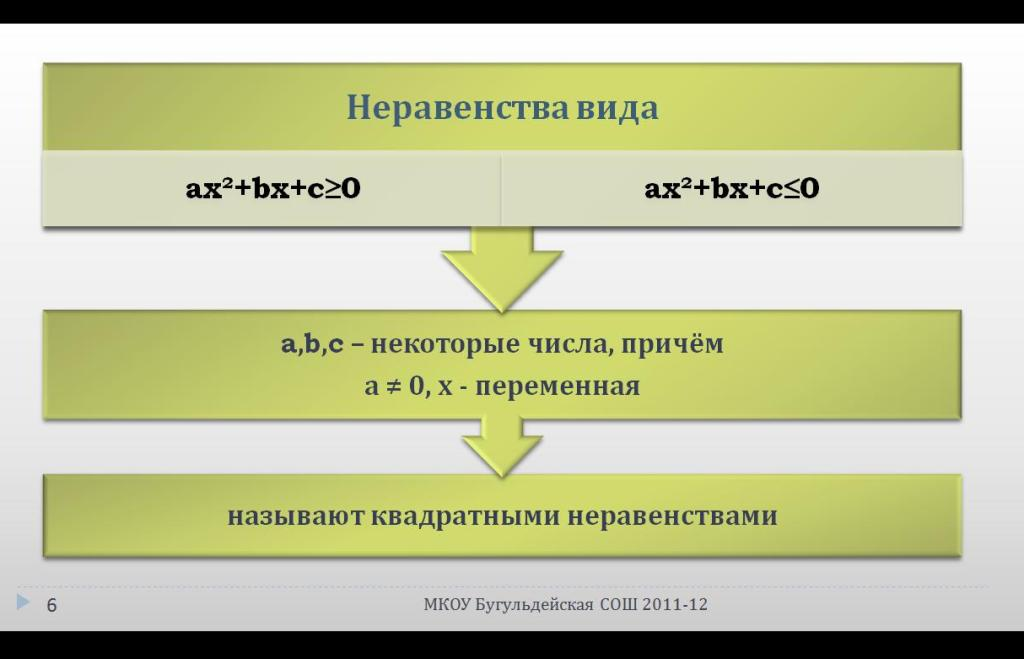 Неравенства вида
ax²+bx+c≥0
ax²+bx+c≤0
a,b,c – некоторые числа, причём
a ≠ 0, x - переменная
называют квадратными неравенствами
6
МКОУ Бугульдейская СОШ 2011-12